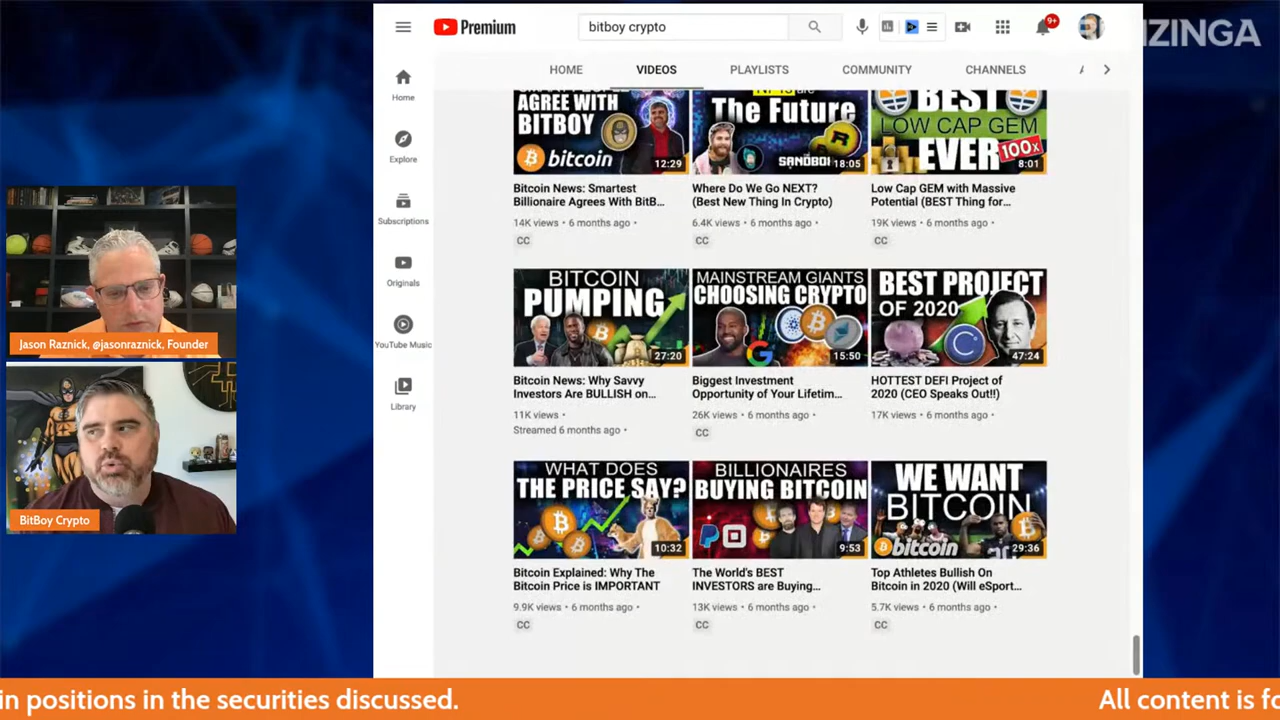 Premium
bitboy crypto
9+
NZINGA
HOME
VIDEOS
PLAYLISTS
COMMUNITY
CHANNELS
Home
Explore
Subscriptions
Originals
YouTube Music
Library
AGREE WITH
BITBOY
bitcoin
12:29
The Future
SANDBOX
18:05
BEST
LOW CAP GEM
EVER
100x
8:01
Bitcoin News: Smartest
Billionaire Agrees With BitB...
14K views • 6 months ago •
CC
Where Do We Go NEXT?
(Best New Thing In Crypto)
6.4K views • 6 months ago •
CC
Low Cap GEM with Massive
Potential (BEST Thing for...
19K views • 6 months ago •
CC
BITCOIN
PUMPING
27:20
MAINSTREAM GIANTS
CHOOSING CRYPTO
15:50
BEST PROJECT
OF 2020
47:24
Bitcoin News: Why Savvy
Investors Are BULLISH on...
11K views •
Streamed 6 months ago •
Biggest Investment
Opportunity of Your Lifetim...
26K views • 6 months ago •
CC
HOTTEST DEFI Project of
2020 (CEO Speaks Out!!)
17K views • 6 months ago •
WHAT DOES
THE PRICE SAY?
10:32
BILLIONAIRES
BUYING BITCOIN
9:53
WE WANT
BITCOIN
bitcoin
29:36
Bitcoin Explained: Why The
Bitcoin Price is IMPORTANT
9.9K views • 6 months ago •
CC
The World's BEST
INVESTORS are Buying...
13K views • 6 months ago •
CC
Top Athletes Bullish On
Bitcoin in 2020 (Will eSport...
5.7K views • 6 months ago •
CC
Jason Raznick, @jasonraznick, Founder
BitBoy Crypto
in positions in the securities discussed.
All content is fo